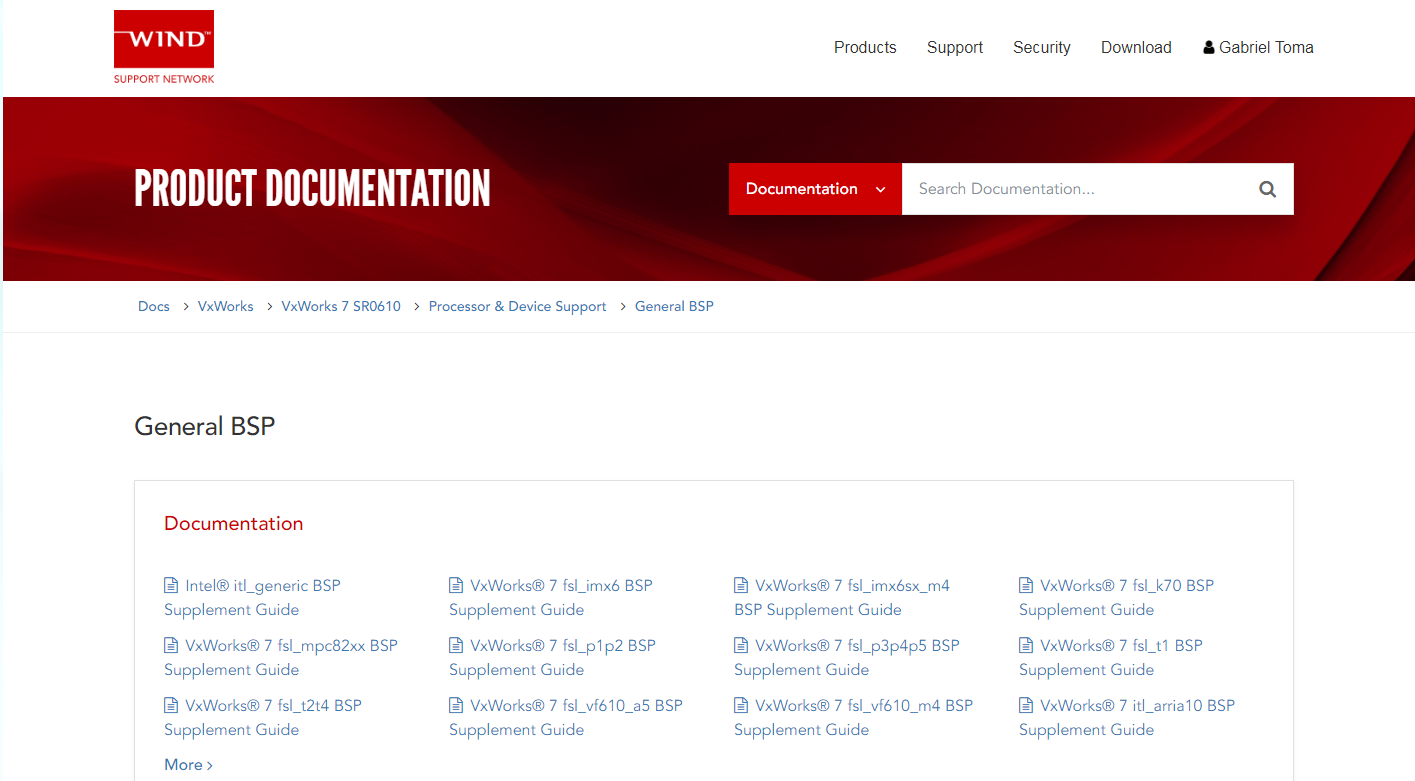 WIND™
SUPPORT NETWORK
Products Support Security Download Gabriel Toma
PRODUCT DOCUMENTATION
Documentation Search Documentation...
Docs > VxWorks > VxWorks 7 SR0610 > Processor & Device Support > General BSP
General BSP
Documentation
Intel® itl_generic BSP
Supplement Guide
VxWorks® 7 fsl_imx6 BSP
Supplement Guide
VxWorks® 7 fsl_imx6sx_m4
BSP Supplement Guide
VxWorks® 7 fsl_k70 BSP
Supplement Guide
VxWorks® 7 fsl_mpc82xx BSP
Supplement Guide
VxWorks® 7 fsl_p1p2 BSP
Supplement Guide
VxWorks® 7 fsl_p3p4p5 BSP
Supplement Guide
VxWorks® 7 fsl_t1 BSP
Supplement Guide
VxWorks® 7 fsl_t2t4 BSP
Supplement Guide
VxWorks® 7 fsl_vf610_a5 BSP
Supplement Guide
VxWorks® 7 fsl_vf610_m4 BSP
Supplement Guide
VxWorks® 7 itl_arria10 BSP
Supplement Guide
More >